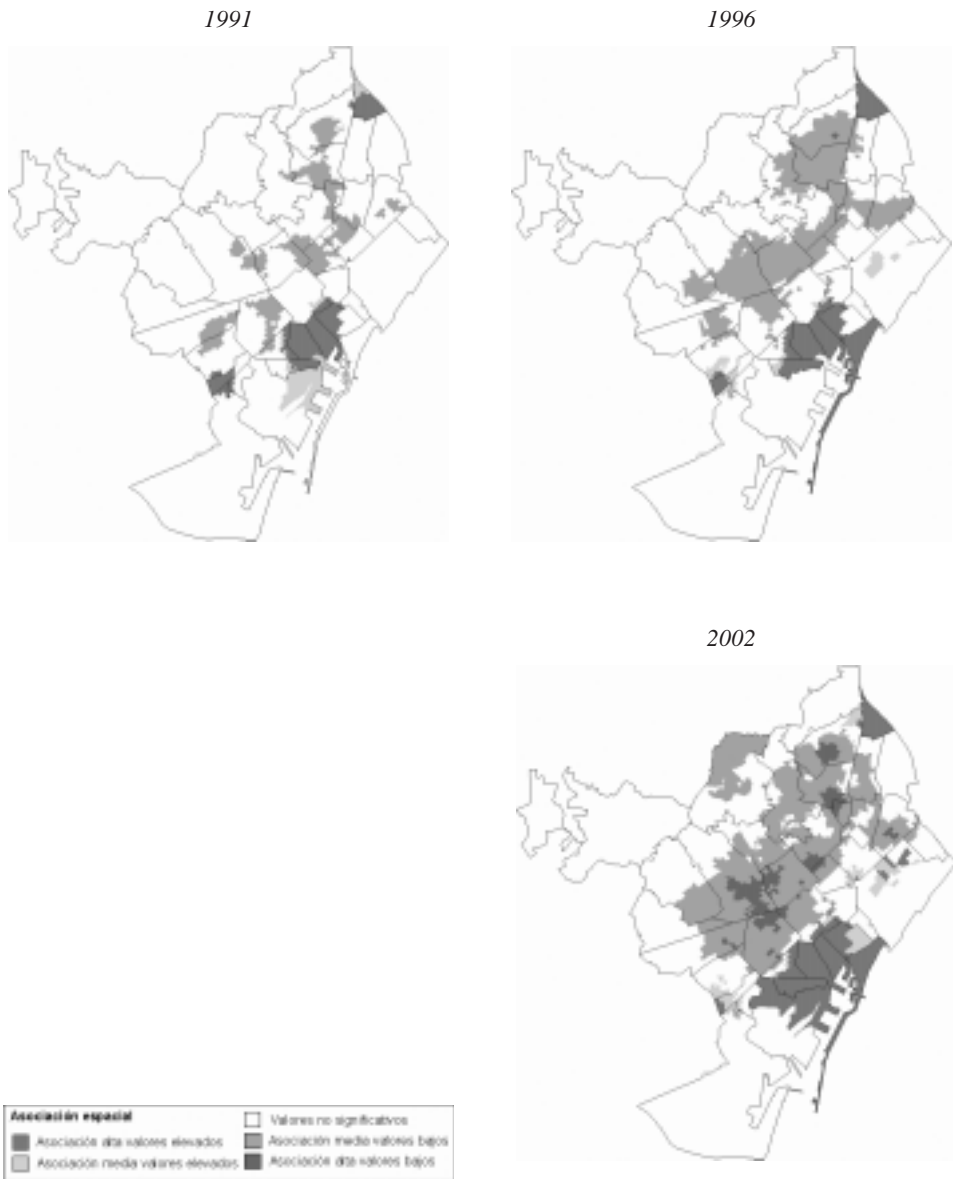 1991
1996
2002
Asociación espacial
Asociación alta valores elevados
Asociación media valores elevados
Valores no significativos
Asociación media valores bajos
Asociación alta valores bajos